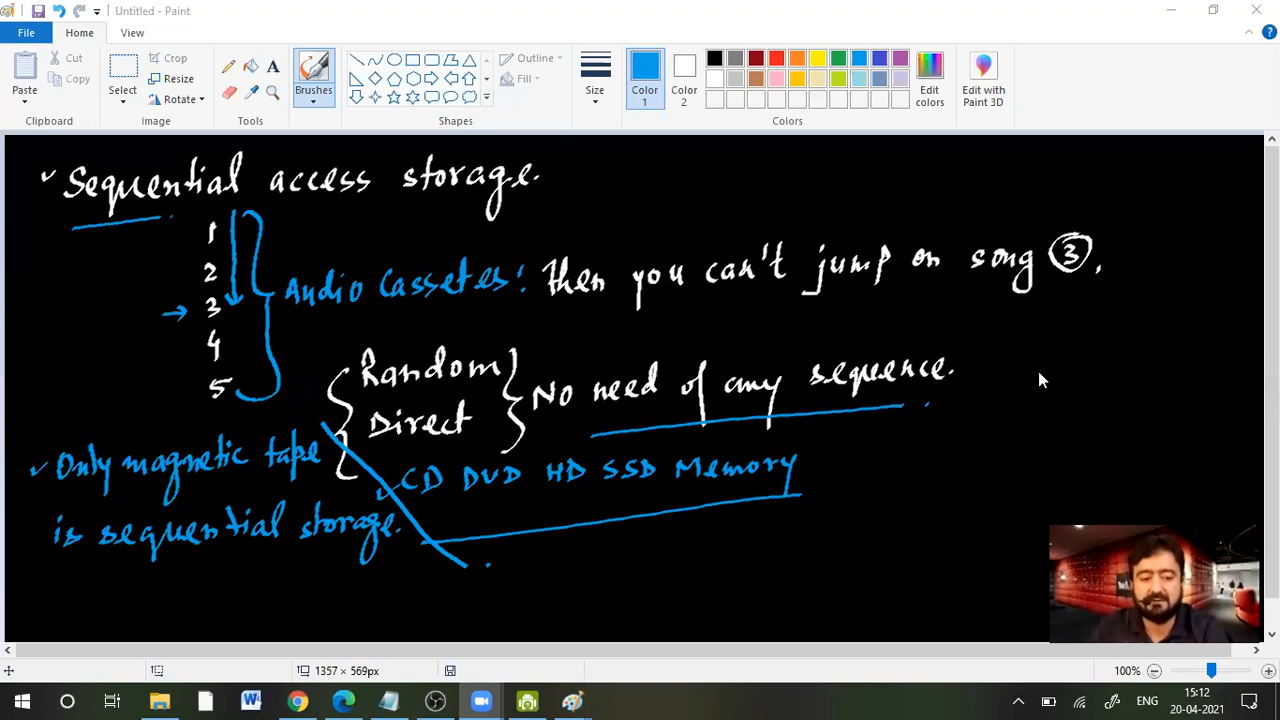 Untitled - Paint
File
Home
View
Paste
Cut
Copy
Clipboard
Select
Crop
Resize
Rotate
Image
Tools
Brushes
Shapes
Outline
Fill
Size
Color 1
Color 2
Edit colors
Edit with Paint 3D
Colors
Sequential access storage.
1
2
3
4
5
Audio Cassetes: then you can't jump on song 3.
Random
Direct
No need of any sequence.
Only magnetic tape
is sequential storage.
CD DVD HD SSD Memory
1357 × 569px
100%
ENG
15:12
20-04-2021